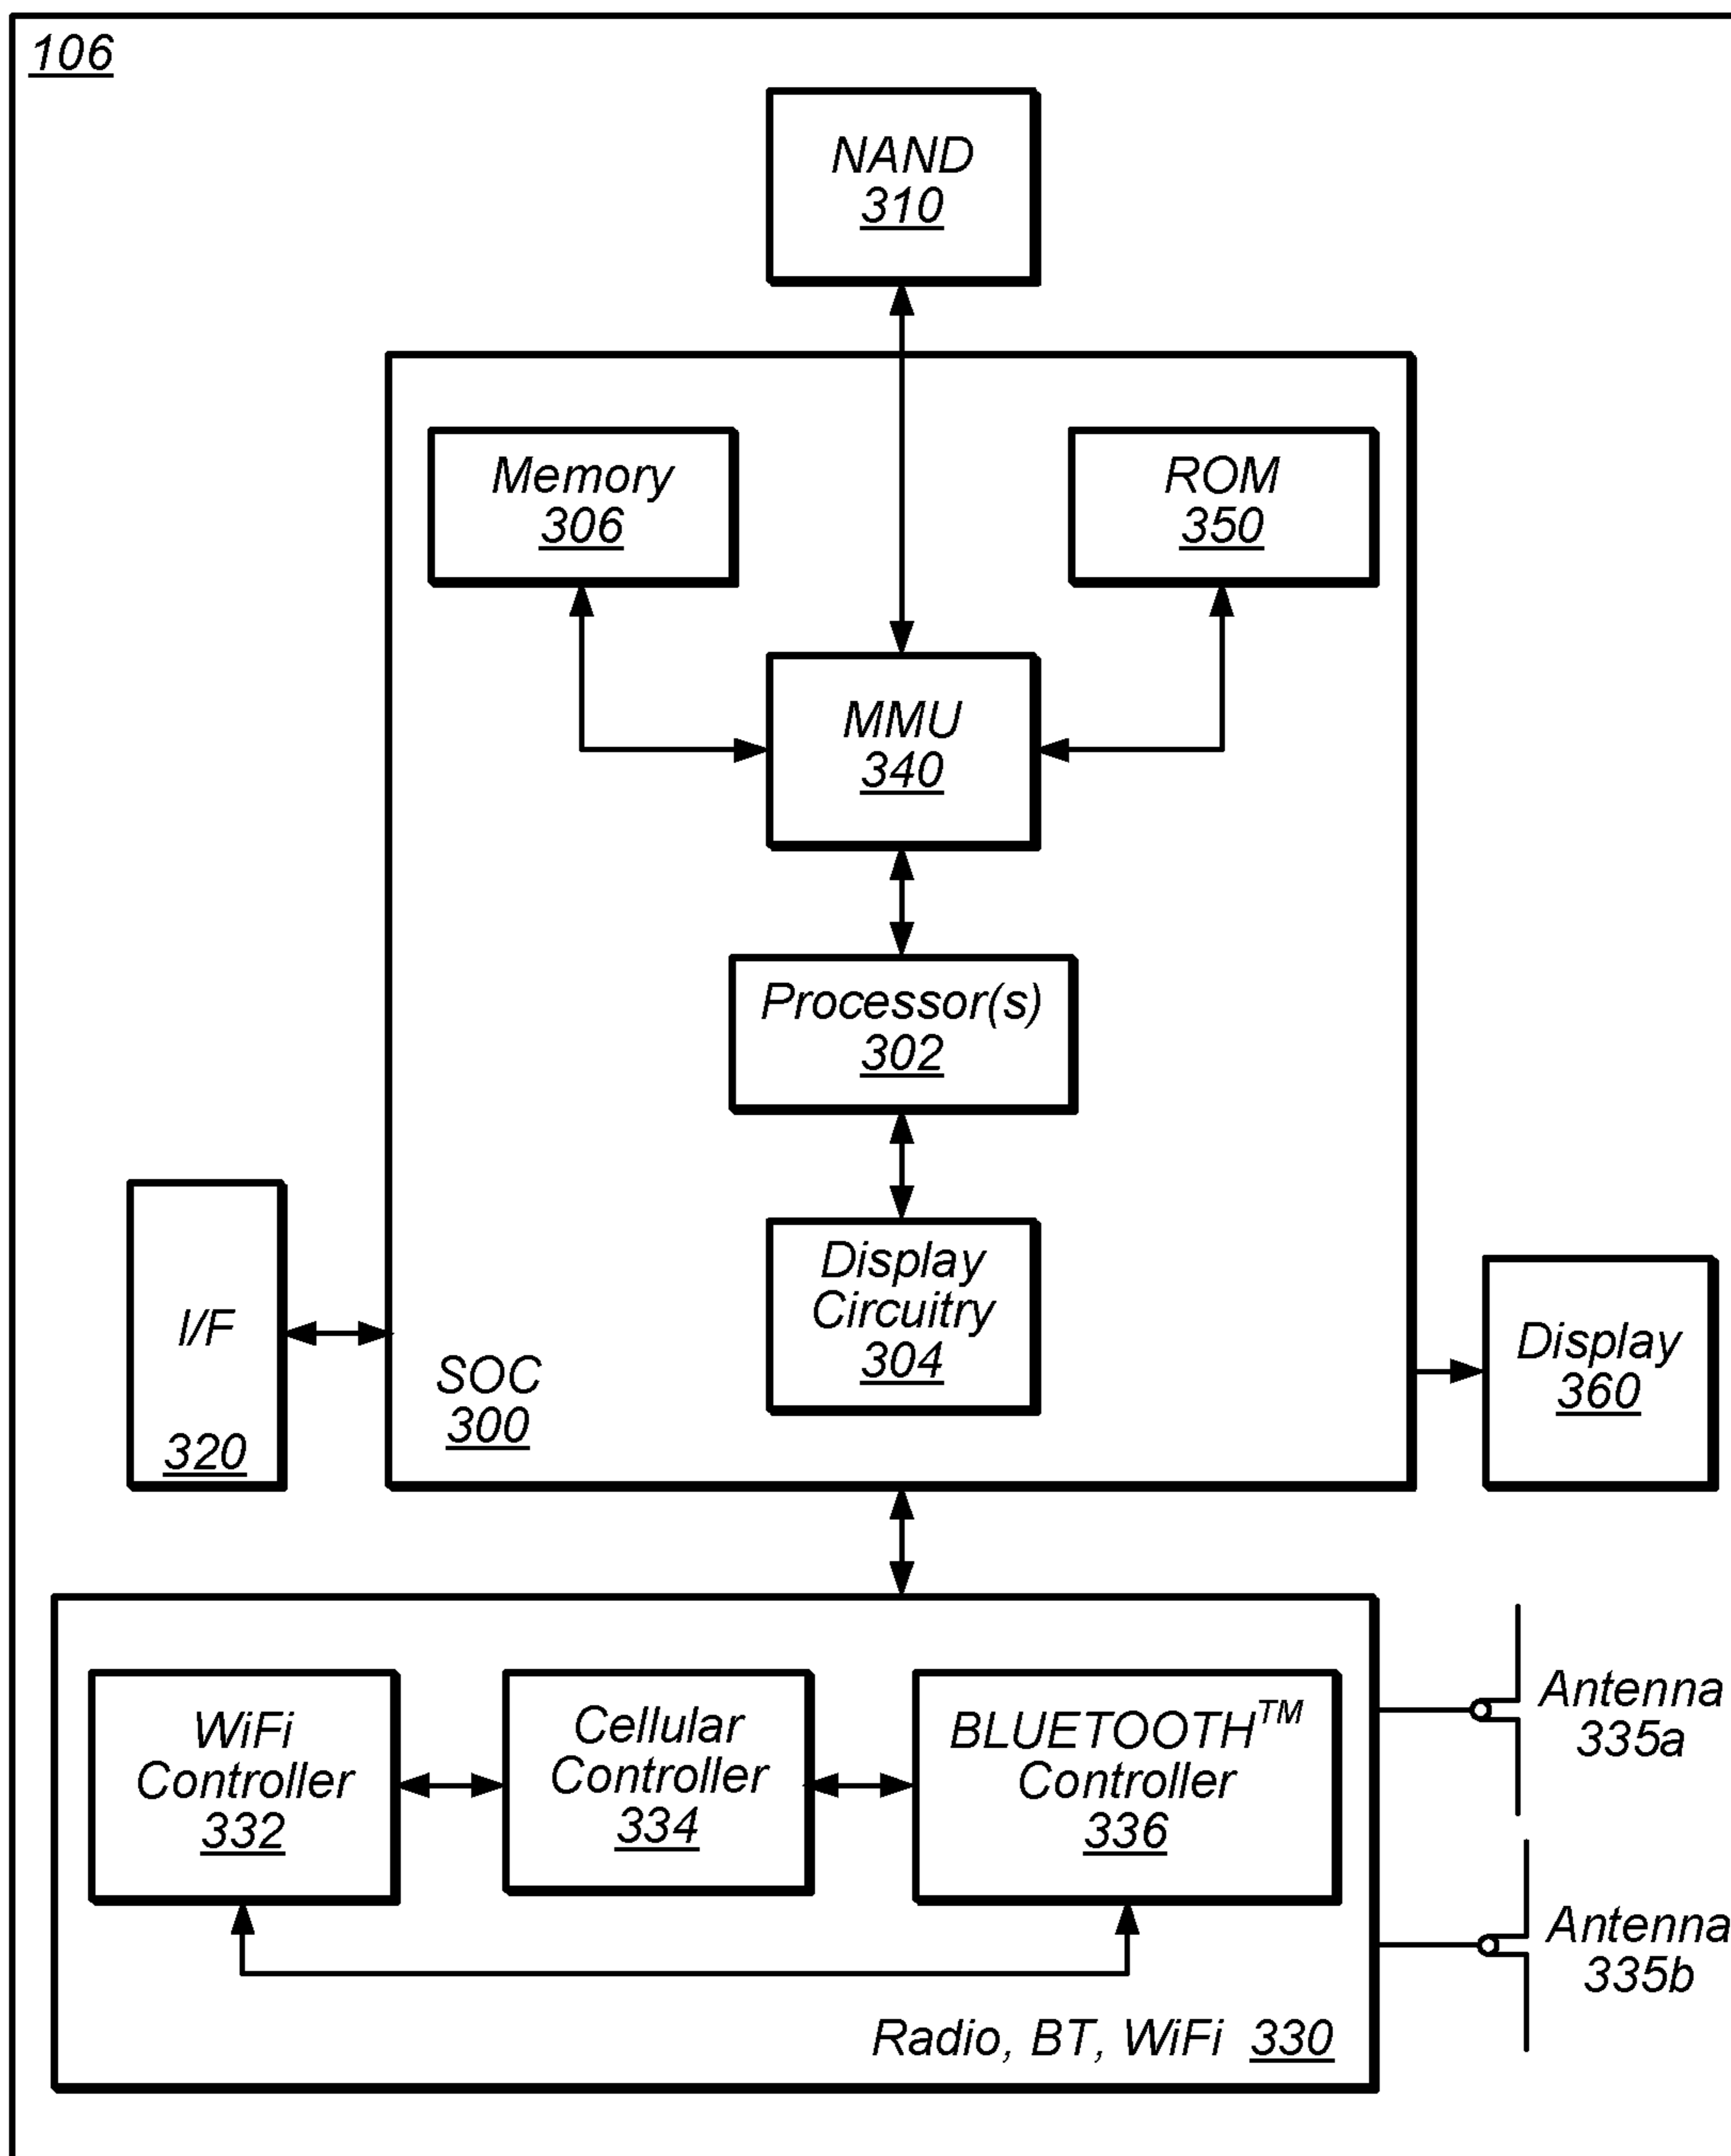 106
NAND
310
Memory
306
ROM
350
MMU
340
Processor(s)
302
Display
Circuitry
304
I/F
320
SOC
300
Display
360
WiFi
Controller
332
Cellular
Controller
334
BLUETOOTH™
Controller
336
Radio, BT, WiFi 330
Antenna
335a
Antenna
335b